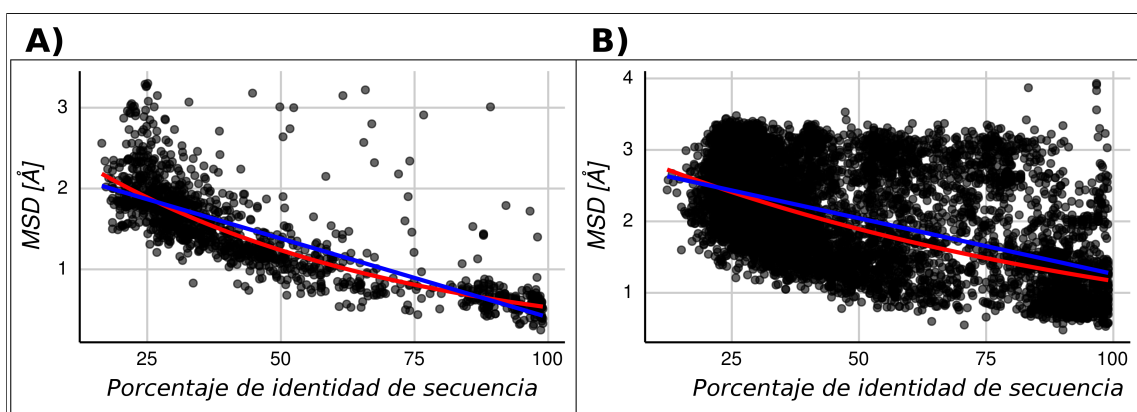 A)
MSD [Å]
3
2
1
25 50 75 100
Porcentaje de identidad de secuencia
B)
MSD [Å]
4
3
2
1
25 50 75 100
Porcentaje de identidad de secuencia